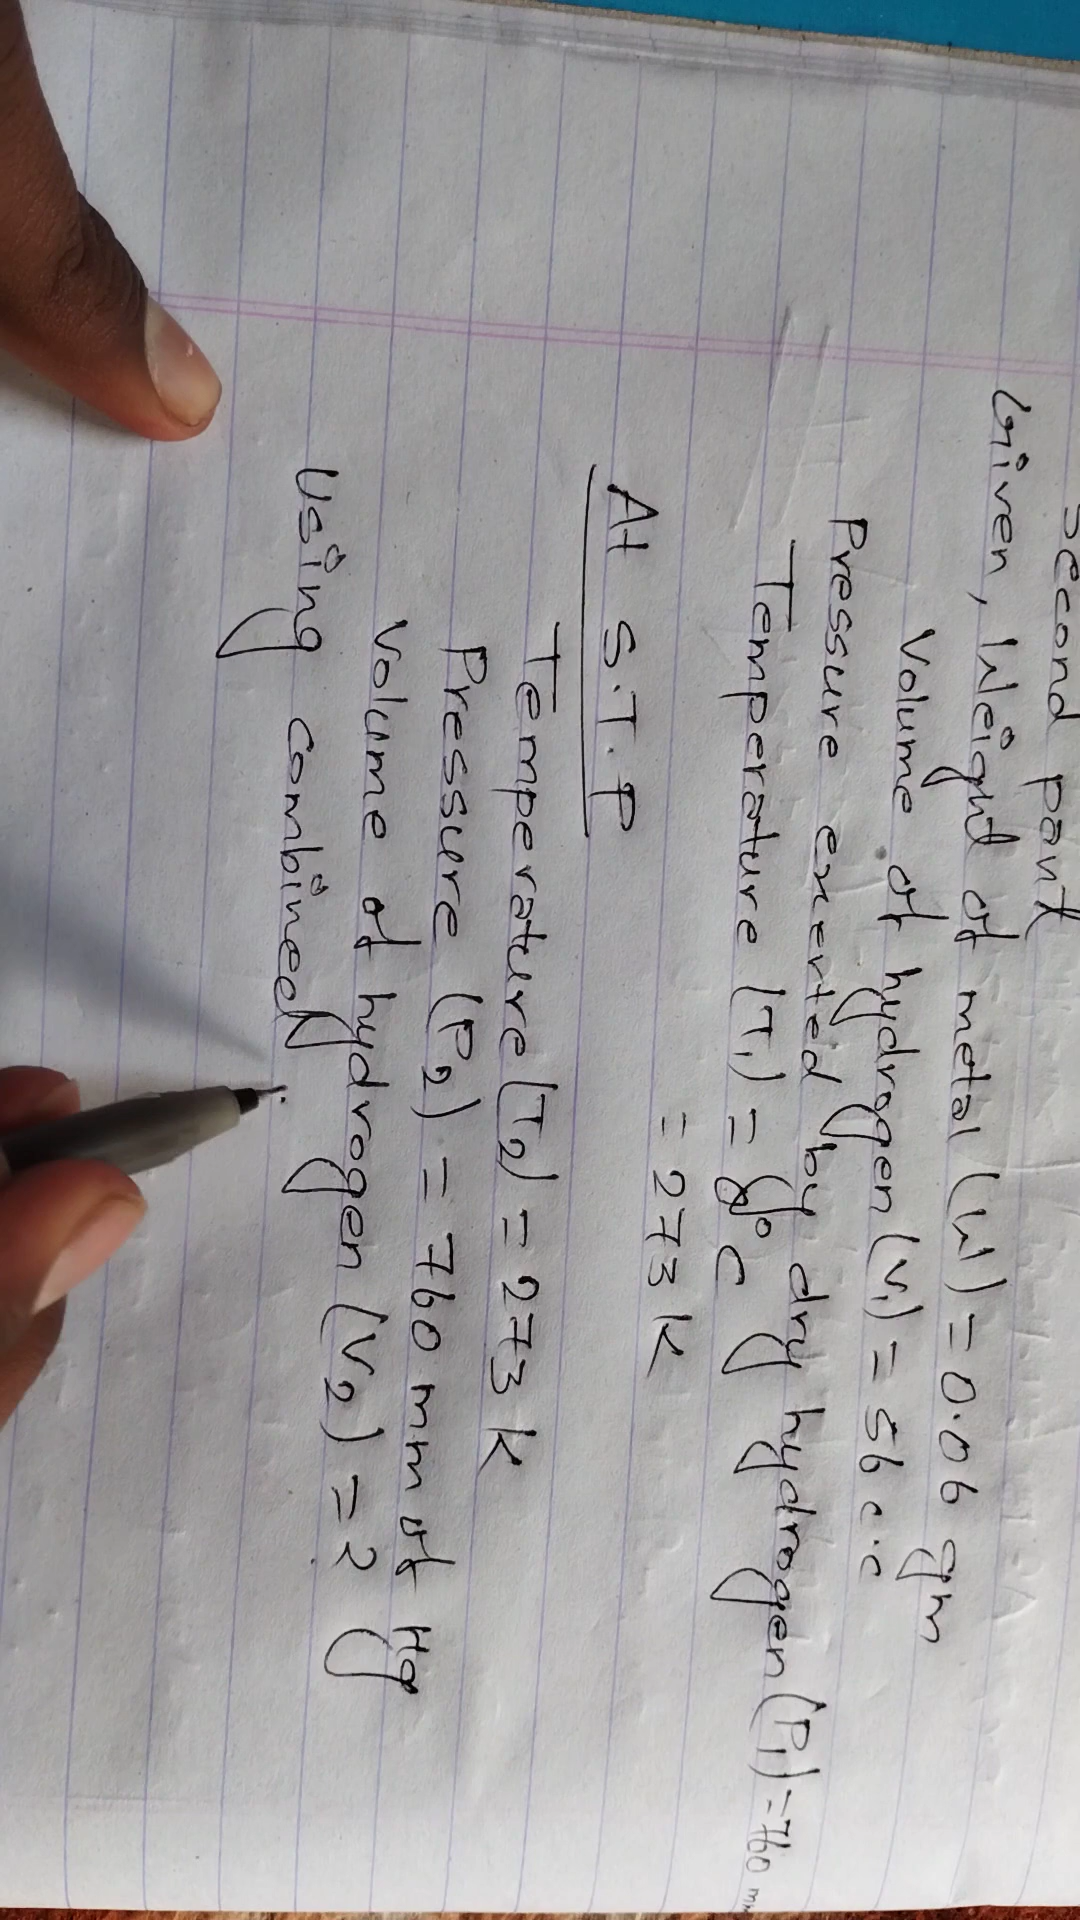 Second part
Given, Weight of metal (W) = 0.06 gm
Volume of hydrogen (V1) = 56 c.c
Pressure exerted by dry hydrogen (P1) = 760 mm
Temperature (T1) = 0°C
= 273 K
At S.T.P
Temperature (T2) = 273 K
Pressure (P2) = 760 mm of Hg
Volume of hydrogen (V2) = ?
Using combined